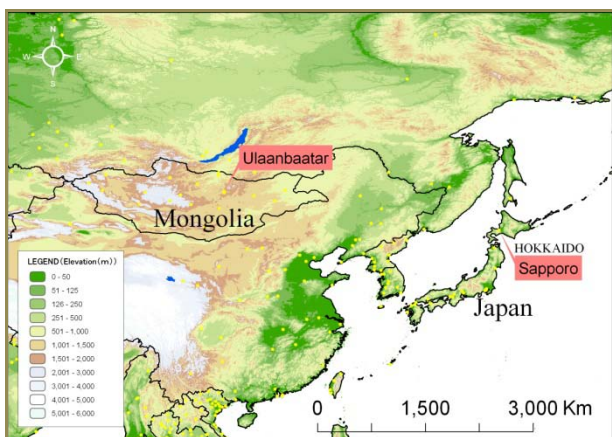 N
W E
S
Ulaanbaatar
Mongolia
HOKKAIDO
Sapporo
Japan
LEGEND (Elevation(m))
0 - 50
51 - 125
126 - 250
251 - 500
501 - 1,000
1,001 - 1,500
1,501 - 2,000
2,001 - 3,000
3,001 - 4,000
4,001 - 5,000
5,001 - 6,000
0 1,500 3,000 Km